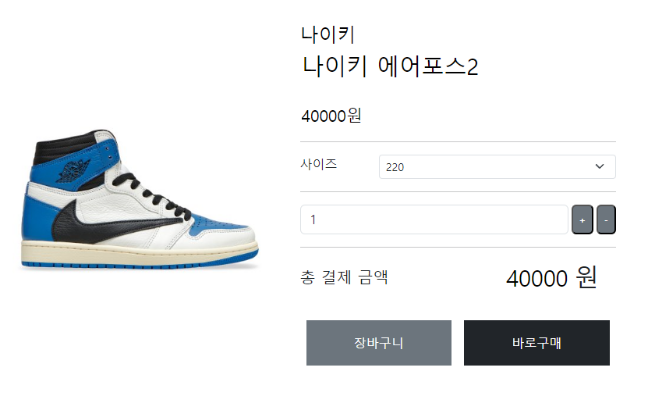 나이키
나이키 에어포스2
40000원
사이즈 220
1 + -
총 결제 금액 40000 원
장바구니 바로구매